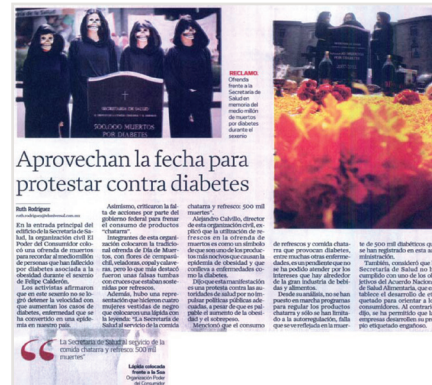 RECLAMO.
Ofrenda
frente a la
Secretaría de
Salud en
memoria del
medio millón
de muertos
por diabetes
durante el
sexenio
SECRETARÍA DE SALUD
500,000 MUERTOS
POR DIABETES
Aprovechan la fecha para
protestar contra diabetes
Ruth Rodríguez
ruth.rodriguez@eluniversal.com.mx
En la entrada principal del
edificio de la Secretaría de Sa-
lud, la organización civil El
Poder del Consumidor colo-
có una ofrenda de muertos
para recordar al medio millón
de personas que han fallecido
por diabetes asociada a la
obesidad durante el sexenio
de Felipe Calderón.
Los activistas afirmaron
que en este sexenio no se lo-
gró detener la velocidad con
que aumentan los casos de
diabetes, enfermedad que se
ha convertido en una epide-
mia en nuestro país.
Asimismo, criticaron la fal-
ta de acciones por parte del
gobierno federal para frenar
el consumo de productos
"chatarra".
Integrantes de esta organi-
zación colocaron la tradicio-
nal ofrenda de Día de Muer-
tos, con flores de cempasú-
chil, veladoras, copal y calave-
ras, pero lo que más destacó
fueron unas falsas tumbas
con cruces que estaban soste-
nidas por refrescos.
Además, hubo una repre-
sentación que hicieron cuatro
mujeres vestidas de negro
que colocaron una lápida con
la leyenda: "La Secretaría de
Salud al servicio de la comida
chatarra y refresco: 500 mil
muertes".
Alejandro Calvillo, director
de esta organización civil, ex-
plicó que la utilización de re-
frescos en la ofrenda de
muertos es como un símbolo
de que son uno de los produc-
tos más nocivos que causan la
epidemia de obesidad y que
conlleva a enfermedades co-
mo la diabetes.
Dijo que esta manifestación
es una protesta contra las au-
toridades de salud por no im-
pulsar políticas públicas ade-
cuadas, a pesar de que es pal-
pable el aumento de la obesi-
dad y el sobrepeso.
Mencionó que el consumo
de refrescos y comida chata-
rra que provocan diabetes,
entre muchas otras enferme-
dades, es un pendiente que no
se ha podido atender por los
intereses que hay alrededor
de la gran industria de bebi-
das y alimentos.
Desde su análisis, no se han
puesto en marcha programas
para regular los productos
chatarra y sólo se han limita-
do a la autorregulación, falla
que se ve reflejada en la muer-
te de 500 mil diabéticos qu
se han registrado en esta ad
ministración.
También, consideró que l
Secretaría de Salud no h
cumplido con uno de los ob
jetivos del Acuerdo Nacion
de Salud Alimentaria, que es
tablece el desarrollo de et
quetado para orientar a lo
consumidores. Al contrario
dijo, se ha permitido que la
empresas desarrollen su pro
pio etiquetado engañoso.
La Secretaría de Salud al servicio de la
comida chatarra y refresco 500 mil
muertes"
Lápida colocada
frente a la Ssa
Organización Poder
del Consumidor